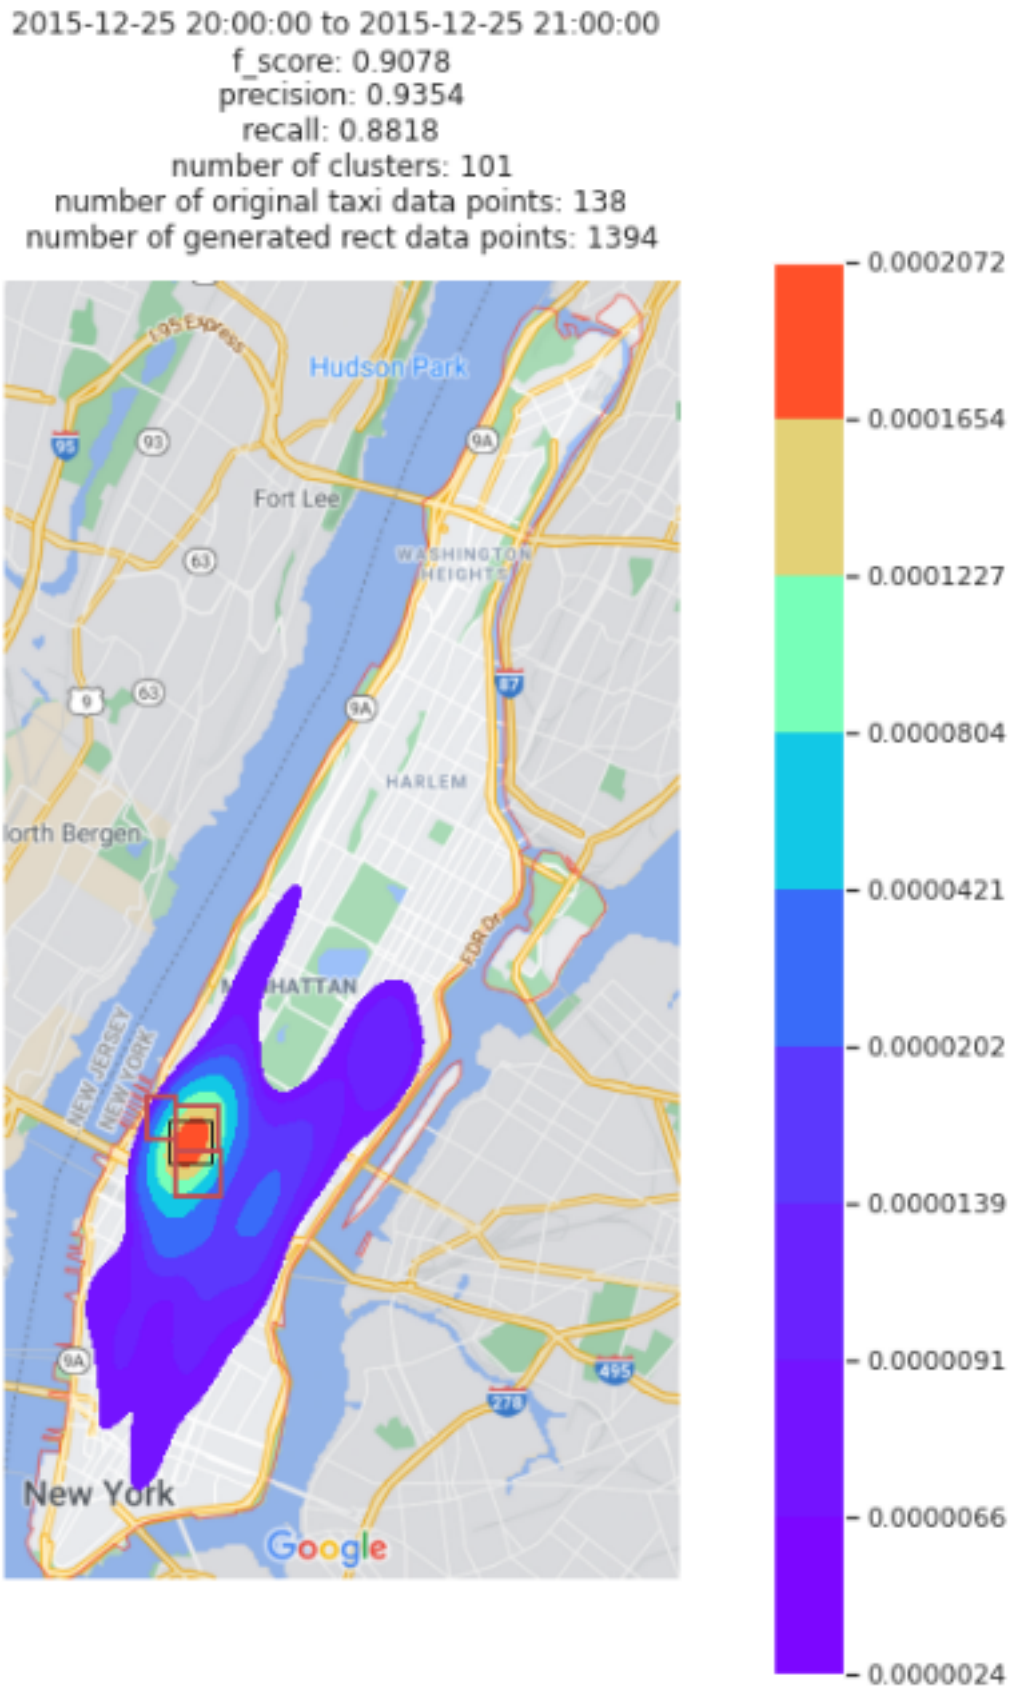 2015-12-25 20:00:00 to 2015-12-25 21:00:00
f_score: 0.9078
precision: 0.9354
recall: 0.8818
number of clusters: 101
number of original taxi data points: 138
number of generated rect data points: 1394
0.0002072
I-95 Express
Hudson Park
0.0001654
95
93
9A
Fort Lee
WASHINGTON
HEIGHTS
63
0.0001227
87
63
9
9A
0.0000804
HARLEM
North Bergen
0.0000421
FDR Dr
MANHATTAN
NEW JERSEY
NEW YORK
0.0000202
0.0000139
9A
0.0000091
495
278
New York
0.0000066
Google
0.0000024